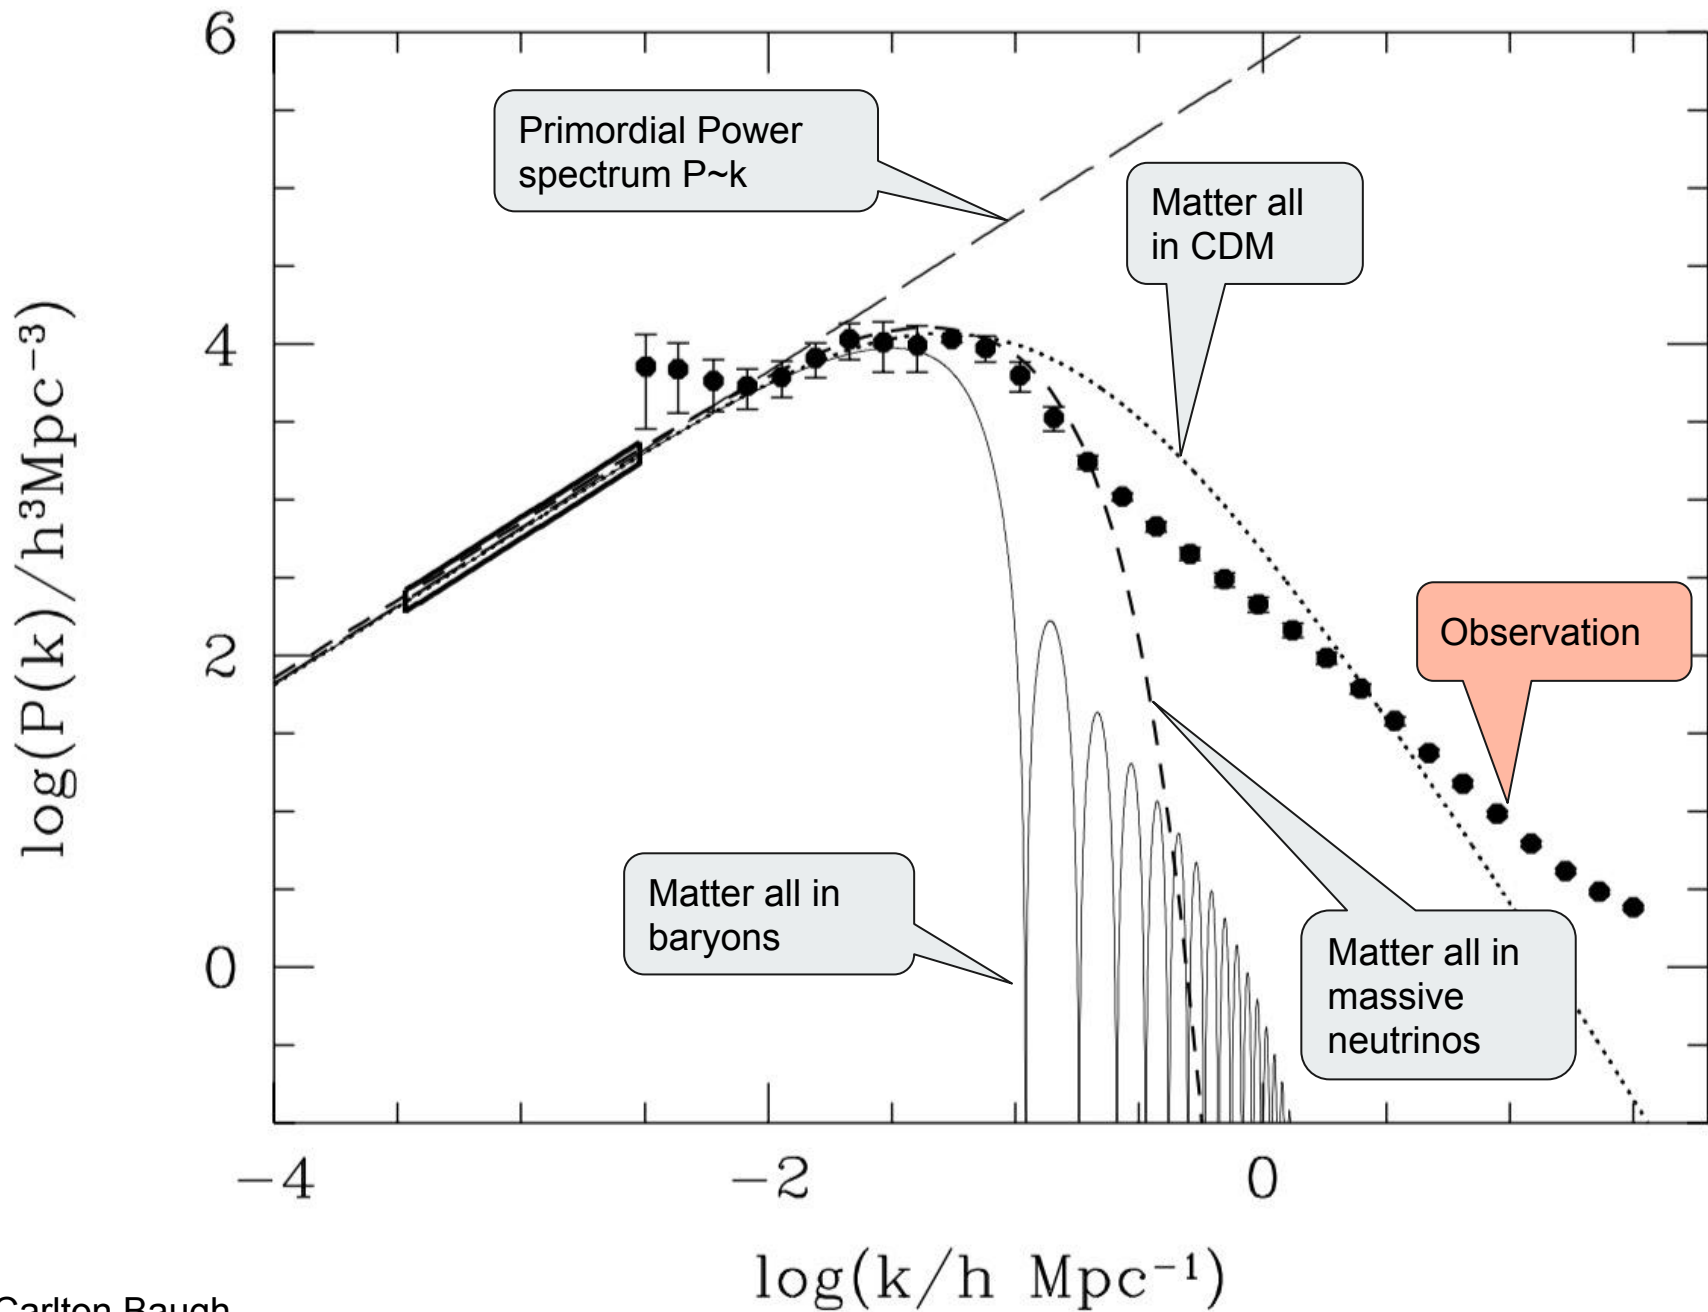 6
Primordial Power
spectrum P~k
Matter all
in CDM
4
log(P(k)/h³Mpc⁻³)
2
Observation
Matter all in
baryons
0
Matter all in
massive
neutrinos
−4
−2
0
log(k/h Mpc⁻¹)
Carlton Baugh